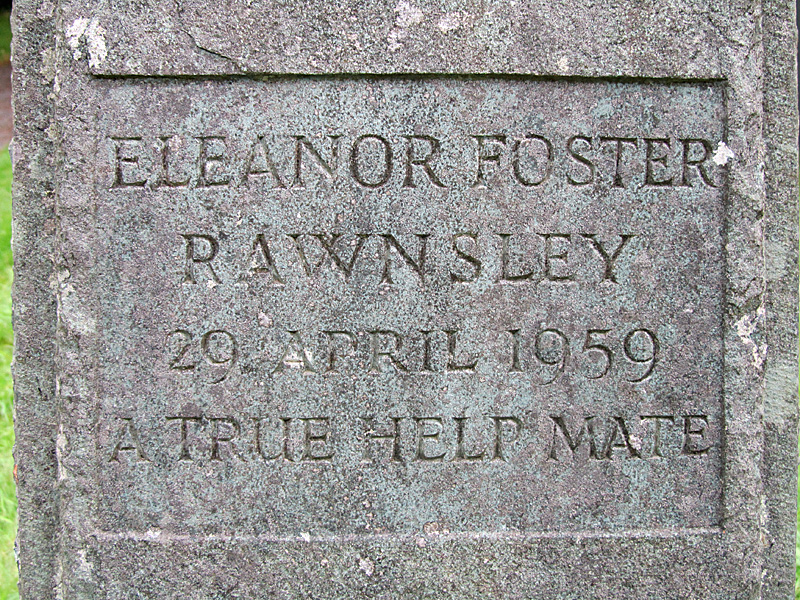 ELEANOR FOSTER
RAWNSLEY
29 APRIL 1959
A TRUE HELP MATE